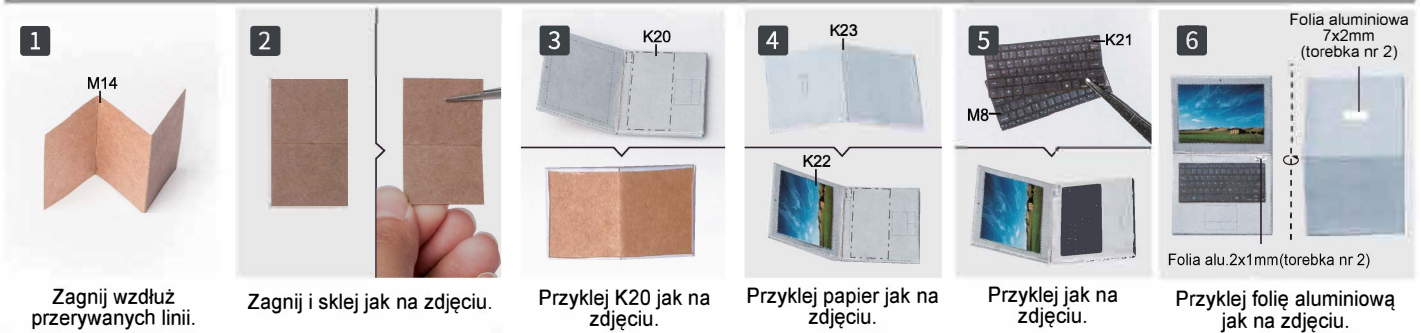 1
M14
Zagnij wzdłuż
przerywanych linii.
2
Zagnij i sklej jak na zdjęciu.
3
K20
Przyklej K20 jak na
zdjęciu.
4
K23
K22
Przyklej papier jak na
zdjęciu.
5
K21
M8
Przyklej jak na
zdjęciu.
6
Folia aluminiowa
7x2mm
(torebka nr 2)
Folia alu.2x1mm(torebka nr 2)
Przyklej folię aluminiową
jak na zdjęciu.